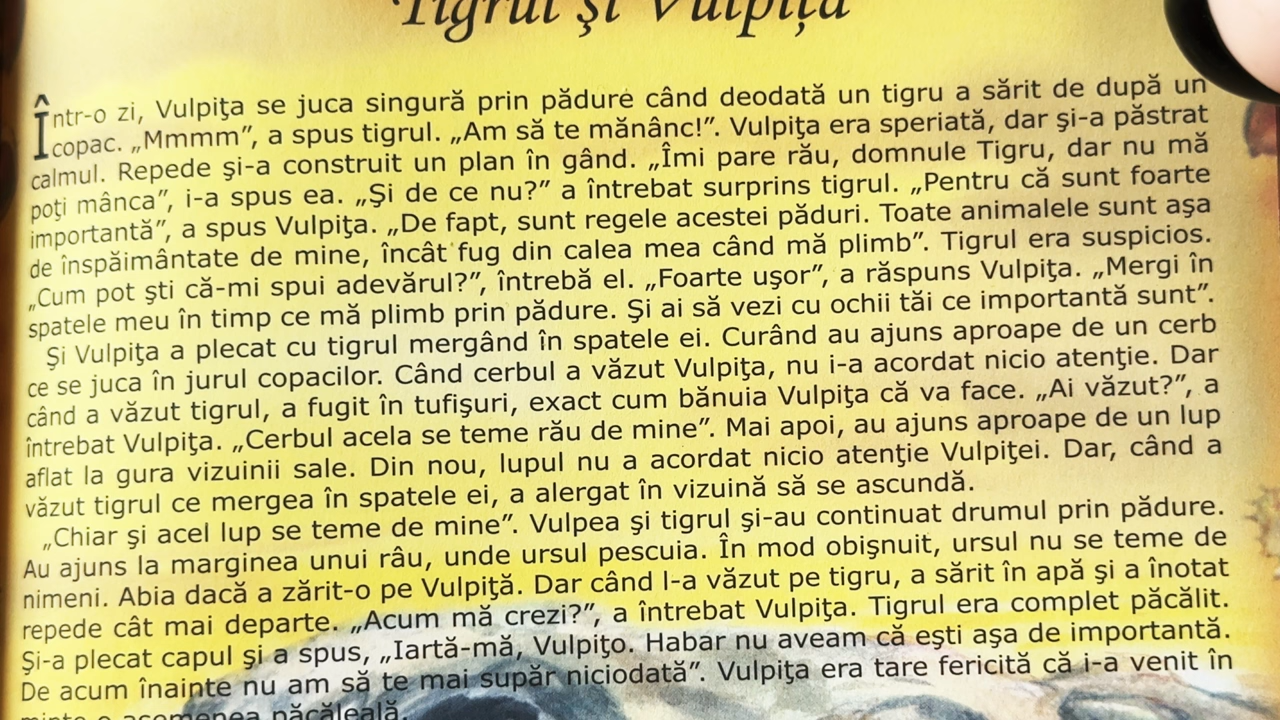 Tigrul şi Vulpiţa
Într-o zi, Vulpiţa se juca singură prin pădure când deodată un tigru a sărit de după un
copac. „Mmmm”, a spus tigrul. „Am să te mănânc!”. Vulpiţa era speriată, dar şi-a păstrat
calmul. Repede şi-a construit un plan în gând. „Îmi pare rău, domnule Tigru, dar nu mă
poţi mânca”, i-a spus ea. „Şi de ce nu?” a întrebat surprins tigrul. „Pentru că sunt foarte
importantă”, a spus Vulpiţa. „De fapt, sunt regele acestei păduri. Toate animalele sunt aşa
de înspăimântate de mine, încât fug din calea mea când mă plimb”. Tigrul era suspicios.
„Cum pot şti că-mi spui adevărul?”, întrebă el. „Foarte uşor”, a răspuns Vulpiţa. „Mergi în
spatele meu în timp ce mă plimb prin pădure. Şi ai să vezi cu ochii tăi ce importantă sunt”.
Şi Vulpiţa a plecat cu tigrul mergând în spatele ei. Curând au ajuns aproape de un cerb
ce se juca în jurul copacilor. Când cerbul a văzut Vulpiţa, nu i-a acordat nicio atenţie. Dar
când a văzut tigrul, a fugit în tufişuri, exact cum bănuia Vulpiţa că va face. „Ai văzut?”, a
întrebat Vulpiţa. „Cerbul acela se teme rău de mine”. Mai apoi, au ajuns aproape de un lup
aflat la gura vizuinii sale. Din nou, lupul nu a acordat nicio atenţie Vulpiţei. Dar, când a
văzut tigrul ce mergea în spatele ei, a alergat în vizuină să se ascundă.
„Chiar şi acel lup se teme de mine”. Vulpea şi tigrul şi-au continuat drumul prin pădure.
Au ajuns la marginea unui râu, unde ursul pescuia. În mod obişnuit, ursul nu se teme de
nimeni. Abia dacă a zărit-o pe Vulpiţă. Dar când l-a văzut pe tigru, a sărit în apă şi a înotat
repede cât mai departe. „Acum mă crezi?”, a întrebat Vulpiţa. Tigrul era complet păcălit.
Şi-a plecat capul şi a spus, „Iartă-mă, Vulpiţo. Habar nu aveam că eşti aşa de importantă.
De acum înainte nu am să te mai supăr niciodată”. Vulpiţa era tare fericită că i-a venit în
minte o asemenea păcăleală.